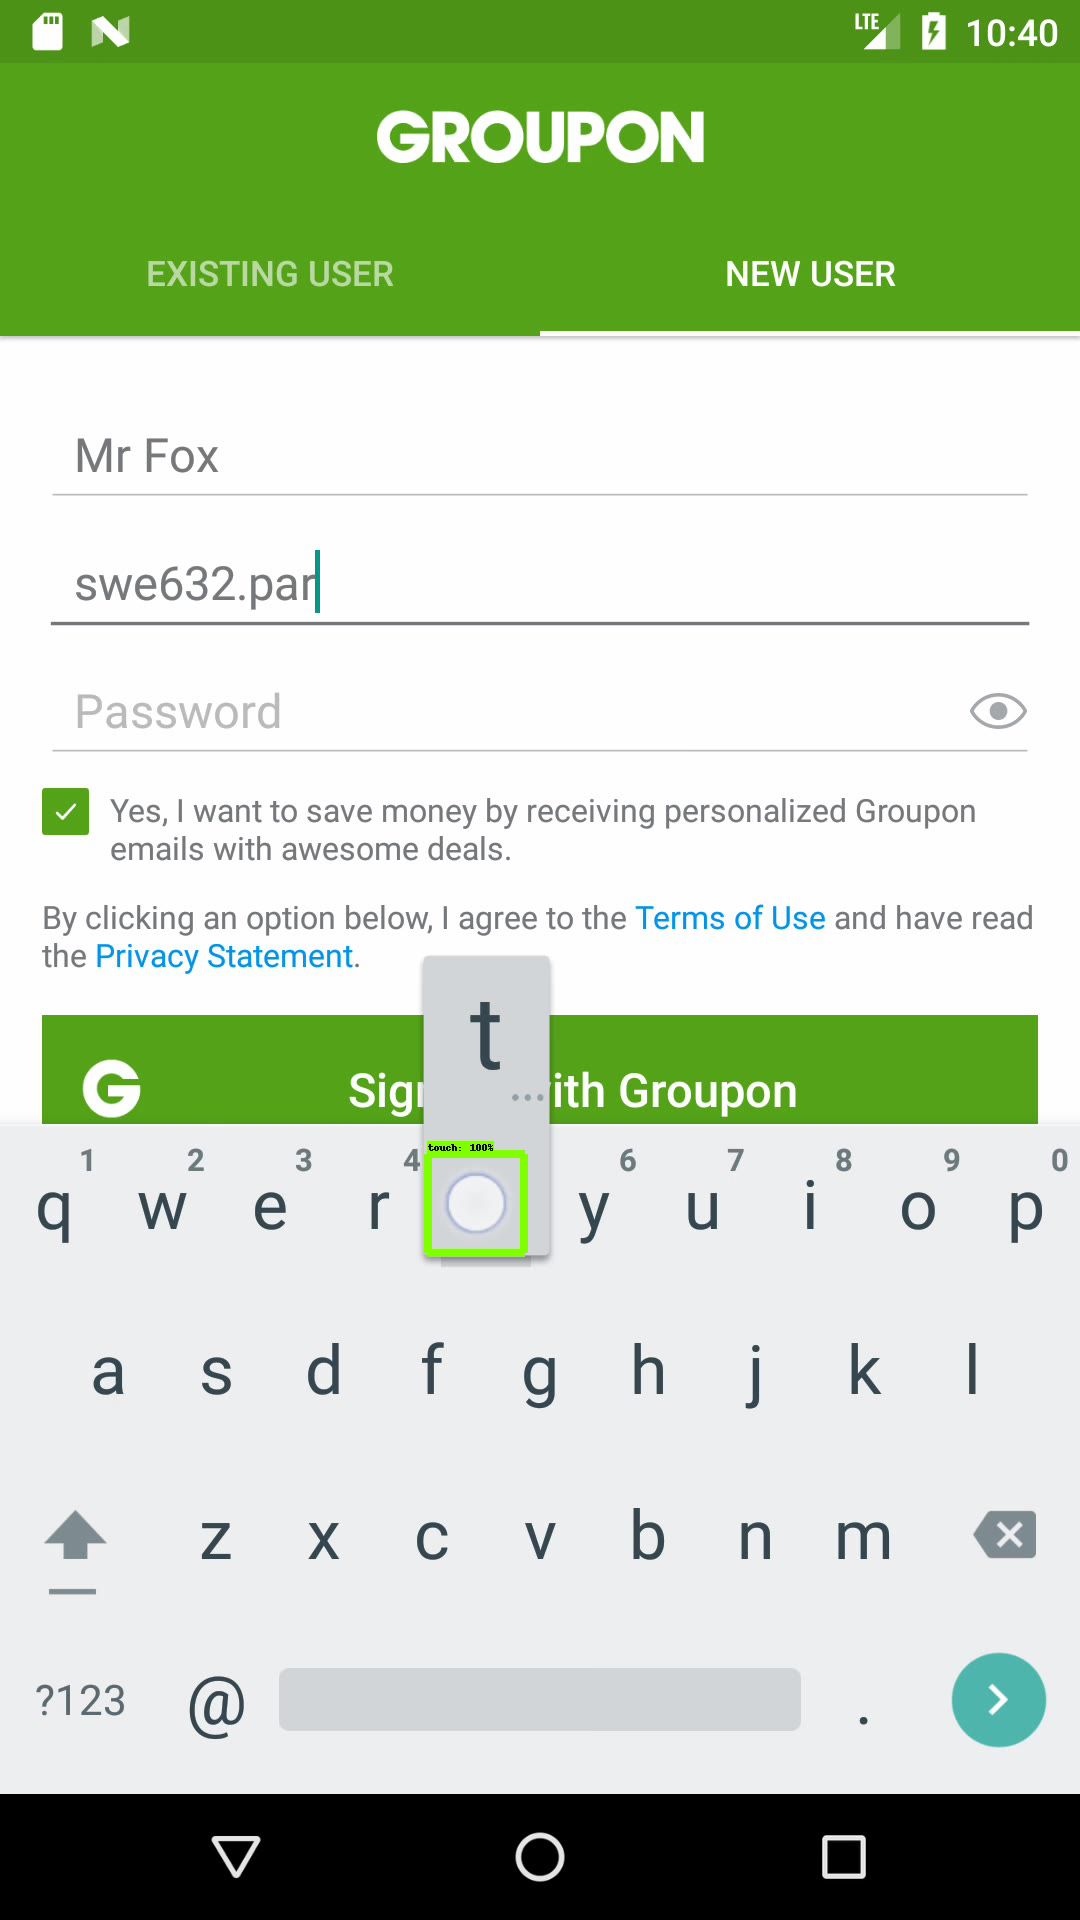 LTE 10:40
GROUPON
EXISTING USER NEW USER
Mr Fox
swe632.par
Password
Yes, I want to save money by receiving personalized Groupon
emails with awesome deals.
By clicking an option below, I agree to the Terms of Use and have read
the Privacy Statement.
t
G Sign ith Groupon
...
touch: 100%
1 2 3 4 6 7 8 9 0
q w e r y u i o p
a s d f g h j k l
z x c v b n m
?123 @ .